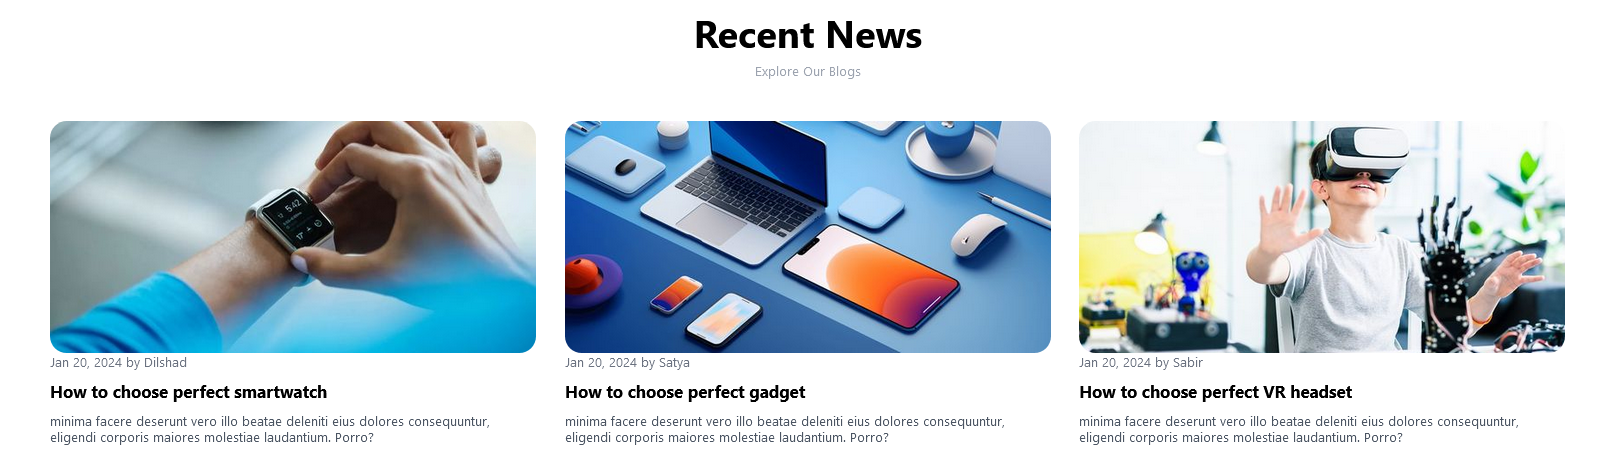 Recent News
Explore Our Blogs
5:42
Jan 20, 2024 by Dilshad
How to choose perfect smartwatch
minima facere deserunt vero illo beatae deleniti eius dolores consequuntur,
eligendi corporis maiores molestiae laudantium. Porro?
Jan 20, 2024 by Satya
How to choose perfect gadget
minima facere deserunt vero illo beatae deleniti eius dolores consequuntur,
eligendi corporis maiores molestiae laudantium. Porro?
Jan 20, 2024 by Sabir
How to choose perfect VR headset
minima facere deserunt vero illo beatae deleniti eius dolores consequuntur,
eligendi corporis maiores molestiae laudantium. Porro?